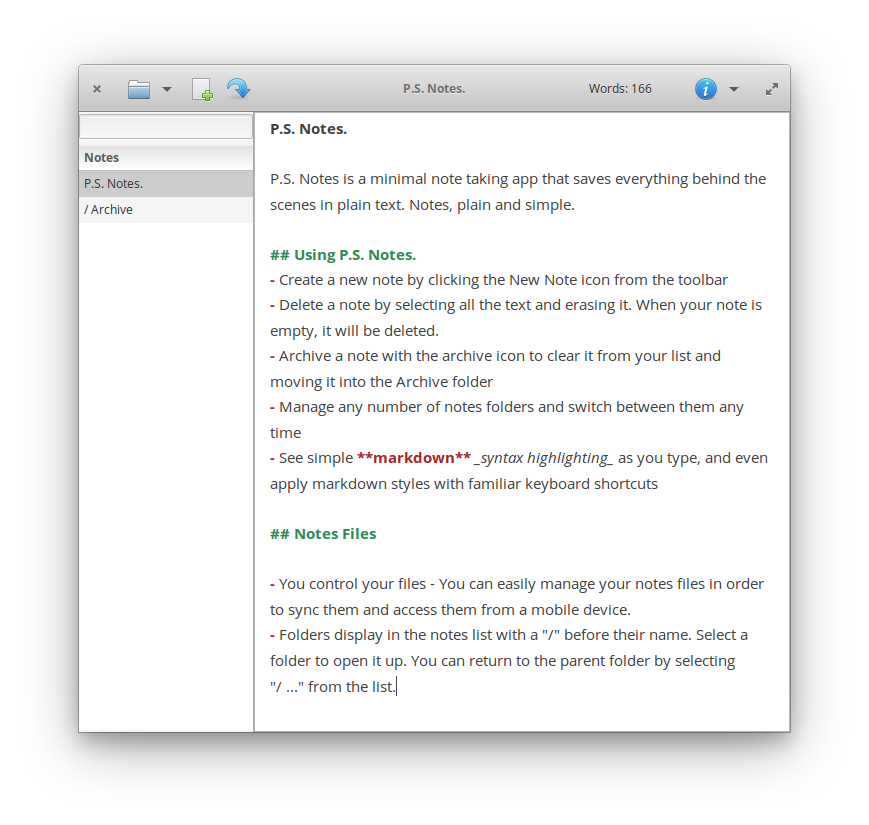 P.S. Notes.
Words: 166
Notes
P.S. Notes.
/ Archive
P.S. Notes.
P.S. Notes is a minimal note taking app that saves everything behind the
scenes in plain text. Notes, plain and simple.
## Using P.S. Notes.
- Create a new note by clicking the New Note icon from the toolbar
- Delete a note by selecting all the text and erasing it. When your note is
empty, it will be deleted.
- Archive a note with the archive icon to clear it from your list and
moving it into the Archive folder
- Manage any number of notes folders and switch between them any
time
- See simple **markdown** _syntax highlighting_ as you type, and even
apply markdown styles with familiar keyboard shortcuts
## Notes Files
- You control your files - You can easily manage your notes files in order
to sync them and access them from a mobile device.
- Folders display in the notes list with a "/" before their name. Select a
folder to open it up. You can return to the parent folder by selecting
"/ ..." from the list.